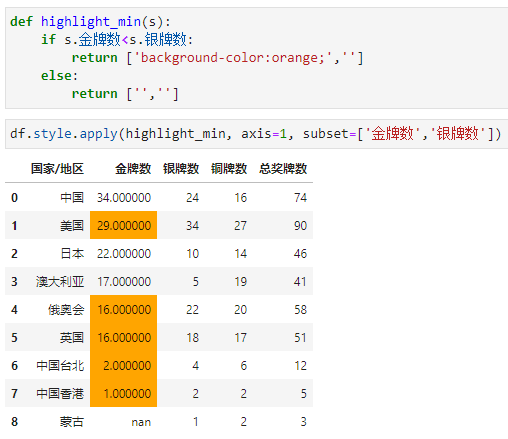 def highlight_min(s):
    if s.金牌数<s.银牌数:
        return ['background-color:orange;','']
    else:
        return ['','']
df.style.apply(highlight_min, axis=1, subset=['金牌数','银牌数'])
国家/地区 金牌数 银牌数 铜牌数 总奖牌数
0 中国 34.000000 24 16 74
1 美国 29.000000 34 27 90
2 日本 22.000000 10 14 46
3 澳大利亚 17.000000 5 19 41
4 俄奥会 16.000000 22 20 58
5 英国 16.000000 18 17 51
6 中国台北 2.000000 4 6 12
7 中国香港 1.000000 2 2 5
8 蒙古 nan 1 2 3